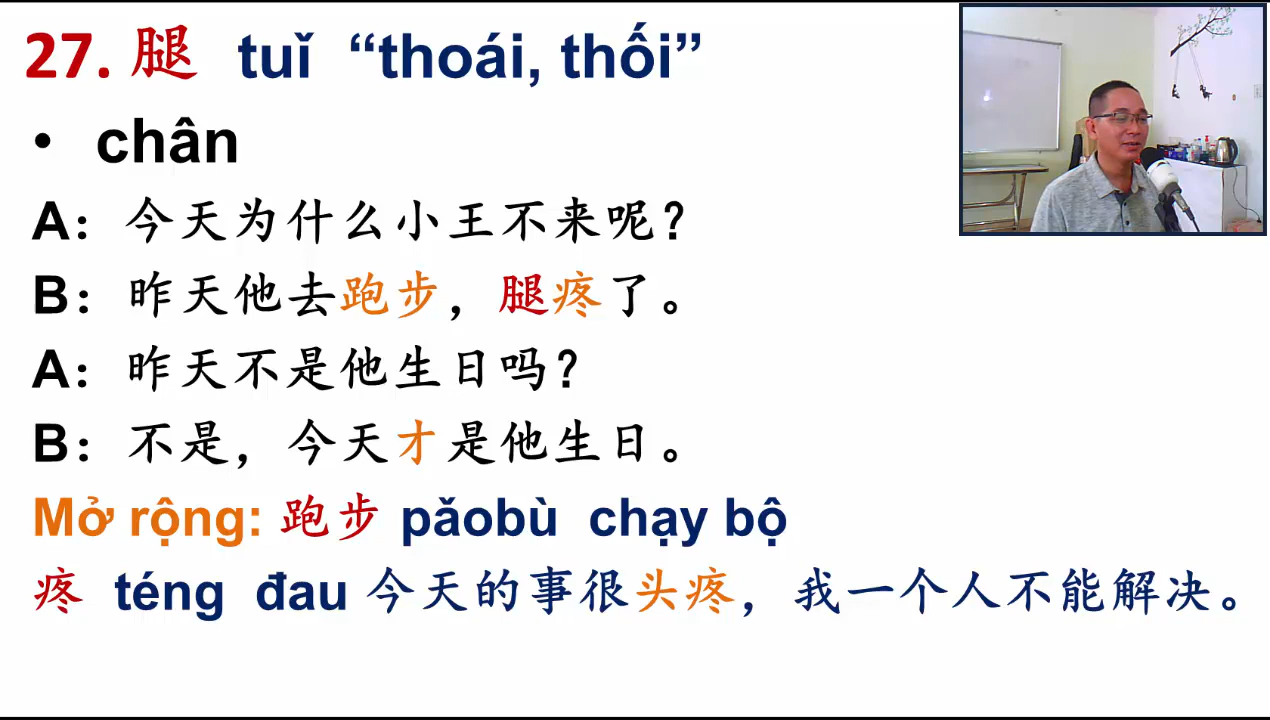 27. 腿 tuǐ “thoái, thối”
• chân
A：今天为什么小王不来呢？
B：昨天他去跑步，腿疼了。
A：昨天不是他生日吗？
B：不是，今天才是他生日。
Mở rộng: 跑步 pǎobù chạy bộ
疼 téng đau 今天的事很头疼，我一个人不能解决。